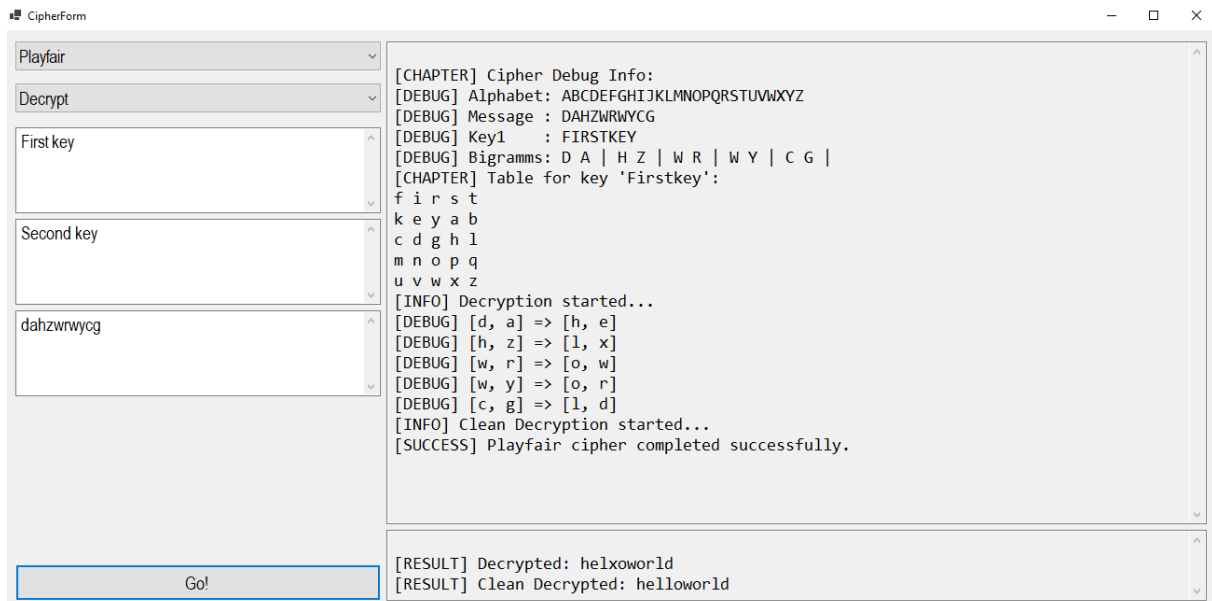 CipherForm
Playfair
Decrypt
First key
Second key
dahzwrwycg
Go!
[CHAPTER] Cipher Debug Info:
[DEBUG] Alphabet: ABCDEFGHIJKLMNOPQRSTUVWXYZ
[DEBUG] Message : DAHZWRWYCG
[DEBUG] Key1    : FIRSTKEY
[DEBUG] Bigramms: D A | H Z | W R | W Y | C G |
[CHAPTER] Table for key 'Firstkey':
f i r s t
k e y a b
c d g h l
m n o p q
u v w x z
[INFO] Decryption started...
[DEBUG] [d, a] => [h, e]
[DEBUG] [h, z] => [l, x]
[DEBUG] [w, r] => [o, w]
[DEBUG] [w, y] => [o, r]
[DEBUG] [c, g] => [l, d]
[INFO] Clean Decryption started...
[SUCCESS] Playfair cipher completed successfully.
[RESULT] Decrypted: helxoworld
[RESULT] Clean Decrypted: helloworld